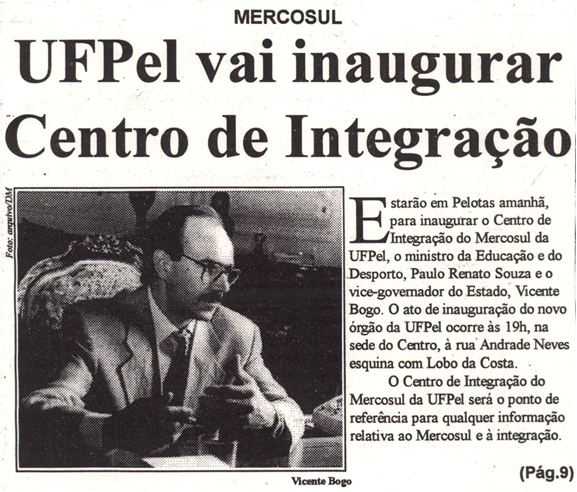 MERCOSUL
UFPel vai inaugurar
Centro de Integração
Foto: arquivo/DM
Vicente Bogo
Estarão em Pelotas amanhã,
para inaugurar o Centro de
Integração do Mercosul da
UFPel, o ministro da Educação e do
Desporto, Paulo Renato Souza e o
vice-governador do Estado, Vicente
Bogo. O ato de inauguração do novo
órgão da UFPel ocorre às 19h, na
sede do Centro, à rua Andrade Neves
esquina com Lobo da Costa.
O Centro de Integração do
Mercosul da UFPel será o ponto de
referência para qualquer informação
relativa ao Mercosul e à integração.
(Pág.9)